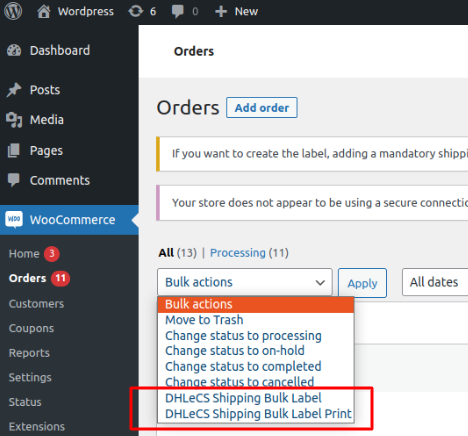 Wordpress 6 0 New
Dashboard
Posts
Media
Pages
Comments
WOO WooCommerce
Home 3
Orders 11
Customers
Coupons
Reports
Settings
Status
Extensions
Orders
Orders Add order
If you want to create the label, adding a mandatory
Your store does not appear to be using a secure
All (13) | Processing (11)
Bulk actions Apply All dates
Bulk actions
Move to Trash
Change status to processing
Change status to on-hold
Change status to completed
Change status to cancelled
DHLeCS Shipping Bulk Label
DHLeCS Shipping Bulk Label Print